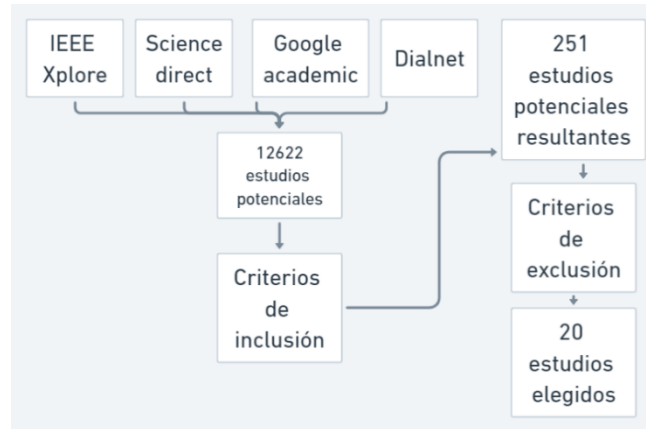 IEEE
Xplore
Science
direct
Google
academic
Dialnet
12622
estudios
potenciales
Criterios
de
inclusión
251
estudios
potenciales
resultantes
Criterios
de
exclusión
20
estudios
elegidos